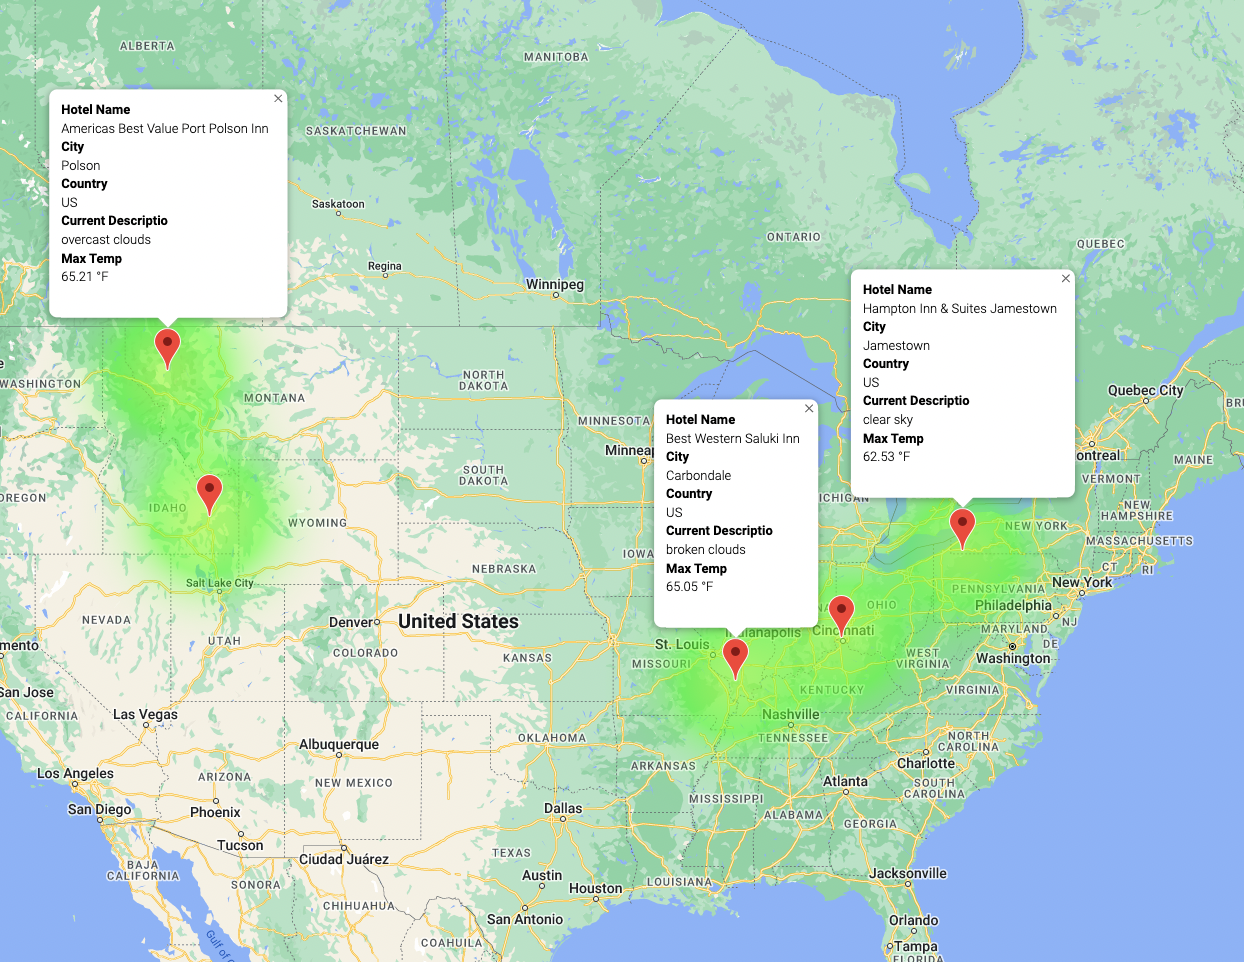 ALBERTA
MANITOBA
Hotel Name
Americas Best Value Port Polson Inn
City
Polson
Country
US
Current Descriptio
overcast clouds
Max Temp
65.21 °F
SASKATCHEWAN
Saskatoon
Regina
Winnipeg
ONTARIO
QUEBEC
Hotel Name
Hampton Inn & Suites Jamestown
City
Jamestown
Country
US
Current Descriptio
clear sky
Max Temp
62.53 °F
Hotel Name
Best Western Saluki Inn
City
Carbondale
Country
US
Current Descriptio
broken clouds
Max Temp
65.05 °F
WASHINGTON
MONTANA
NORTH
DAKOTA
MINNESOTA
Quebec City
BRU
Minneap
ontreal
MAINE
SOUTH
DAKOTA
VERMONT
OREGON
IDAHO
WYOMING
ICHIGAN
NEW YORK
NEW
HAMPSHIRE
MASSACHUSETTS
IOWA
CT
RI
NEBRASKA
Salt Lake City
PENNSYLVANIA
New York
Philadelphia
OHIO
NEVADA
Denver
United States
Indianapolis
Cincinnati
MARYLAND
NJ
mento
UTAH
COLORADO
KANSAS
St. Louis
MISSOURI
WEST
VIRGINIA
DE
Washington
an Jose
CALIFORNIA
KENTUCKY
VIRGINIA
Las Vegas
Nashville
TENNESSEE
Albuquerque
OKLAHOMA
NORTH
CAROLINA
Charlotte
Los Angeles
ARIZONA
NEW MEXICO
ARKANSAS
Atlanta
SOUTH
CAROLINA
San Diego
Phoenix
Dallas
MISSISSIPPI
ALABAMA
GEORGIA
Tucson
Ciudad Juárez
TEXAS
BAJA
CALIFORNIA
SONORA
Austin
Houston
LOUISIANA
Jacksonville
CHIHUAHUA
San Antonio
Orlando
Gulf of
COAHUILA
Tampa
FLORIDA